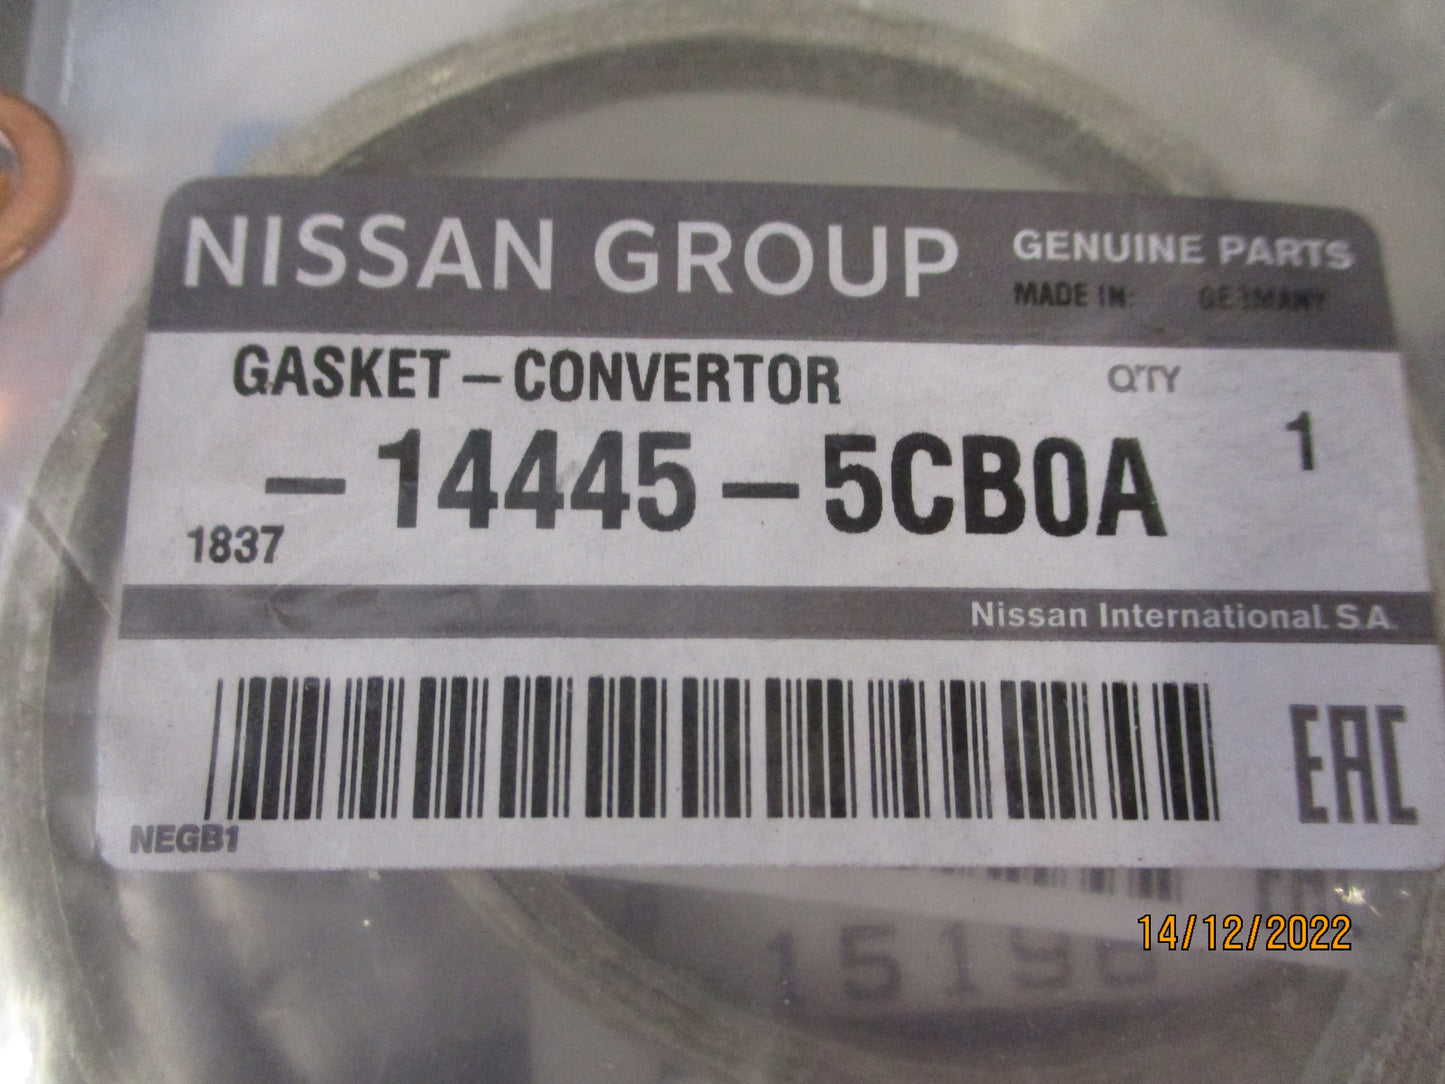 NISSAN GROUP
GENUINE PARTS
MADE IN: GERMANY
GASKET-CONVERTOR
Q'TY
-14445-5CB0A
1
1837
Nissan International. S.A.
EAC
NEGB1
14/12/2022